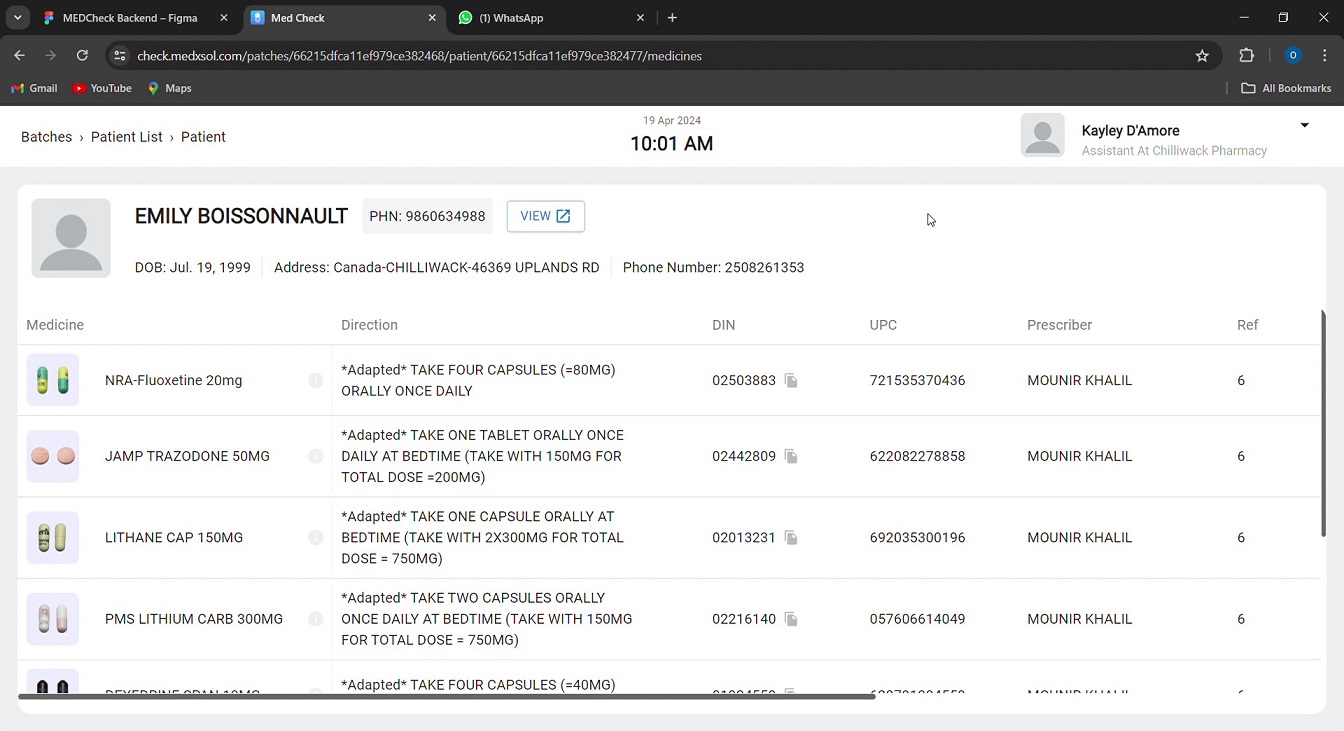 MEDCheck Backend – Figma
Med Check
(1) WhatsApp
check.medxsol.com/patches/66215dfca11ef979ce382468/patient/66215dfca11ef979ce382477/medicines
O
Gmail YouTube Maps All Bookmarks
Batches › Patient List › Patient
19 Apr 2024
10:01 AM
Kayley D'Amore
Assistant At Chilliwack Pharmacy
EMILY BOISSONNAULT PHN: 9860634988 VIEW
DOB: Jul. 19, 1999 Address: Canada-CHILLIWACK-46369 UPLANDS RD Phone Number: 2508261353
Medicine Direction DIN UPC Prescriber Ref
NRA-Fluoxetine 20mg
*Adapted* TAKE FOUR CAPSULES (=80MG)
ORALLY ONCE DAILY
02503883 721535370436 MOUNIR KHALIL 6
JAMP TRAZODONE 50MG
*Adapted* TAKE ONE TABLET ORALLY ONCE
DAILY AT BEDTIME (TAKE WITH 150MG FOR
TOTAL DOSE =200MG)
02442809 622082278858 MOUNIR KHALIL 6
LITHANE CAP 150MG
*Adapted* TAKE ONE CAPSULE ORALLY AT
BEDTIME (TAKE WITH 2X300MG FOR TOTAL
DOSE = 750MG)
02013231 692035300196 MOUNIR KHALIL 6
PMS LITHIUM CARB 300MG
*Adapted* TAKE TWO CAPSULES ORALLY
ONCE DAILY AT BEDTIME (TAKE WITH 150MG
FOR TOTAL DOSE = 750MG)
02216140 057606614049 MOUNIR KHALIL 6
*Adapted* TAKE FOUR CAPSULES (=40MG)
MOUNIR KHALIL